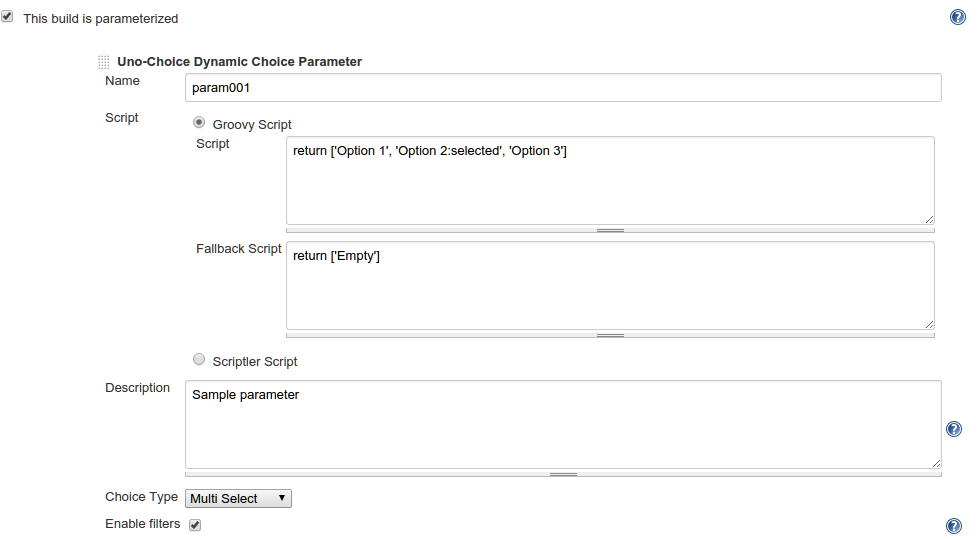 This build is parameterized
Uno-Choice Dynamic Choice Parameter
Name
param001
Script
Groovy Script
Script
return ['Option 1', 'Option 2:selected', 'Option 3']
Fallback Script
return ['Empty']
Scriptler Script
Description
Sample parameter
Choice Type
Multi Select
Enable filters